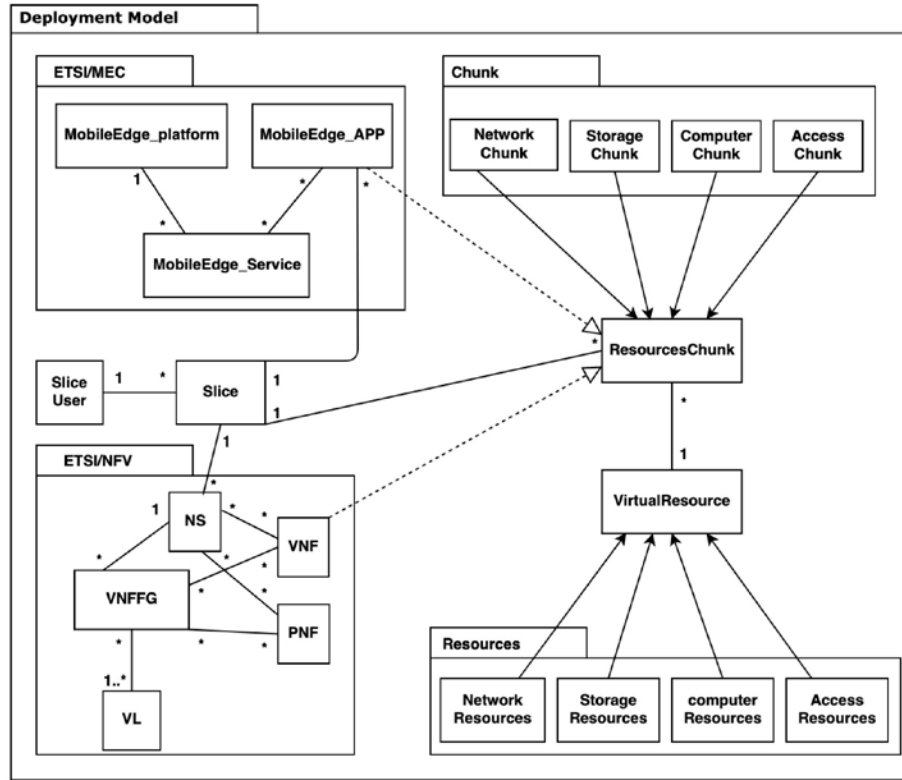 Deployment Model
ETSI/MEC
MobileEdge_platform
MobileEdge_APP
1
*
*
*
*
*
MobileEdge_Service
Chunk
Network
Chunk
Storage
Chunk
Computer
Chunk
Access
Chunk
ResourcesChunk
*
*
1
VirtualResource
Slice
User
1
*
Slice
1
1
1
*
ETSI/NFV
NS
1
*
*
*
*
VNF
*
*
*
VNFFG
*
*
*
PNF
*
1..*
VL
Resources
Network
Resources
Storage
Resources
computer
Resources
Access
Resources